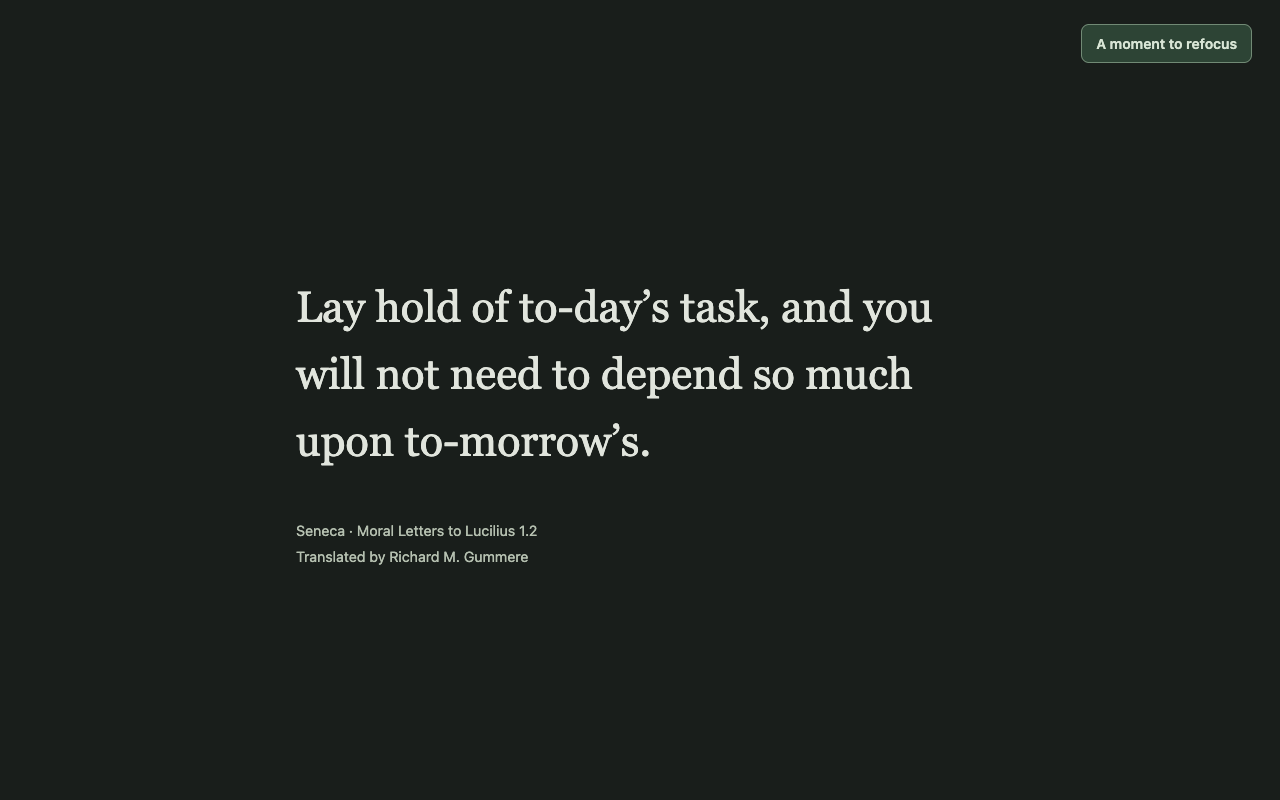 A moment to refocus
Lay hold of to-day’s task, and you
will not need to depend so much
upon to-morrow’s.
Seneca · Moral Letters to Lucilius 1.2
Translated by Richard M. Gummere